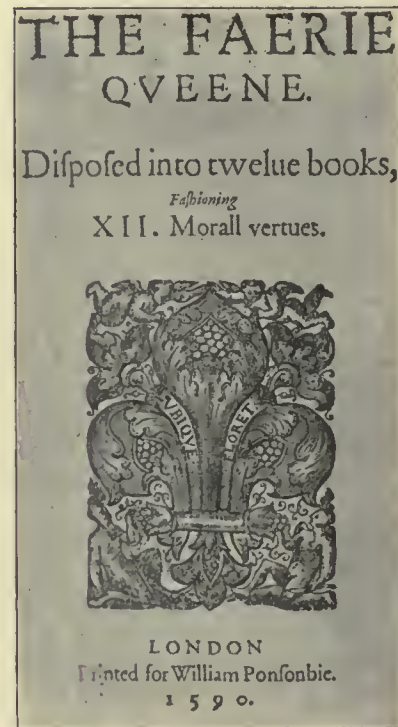 THE FAERIE
QVEENE.
Diſpoſed into twelue books,
Faſhioning
XII. Morall vertues.
VBIQVE FLORET
LONDON
Printed for William Ponſonbie.
1590.